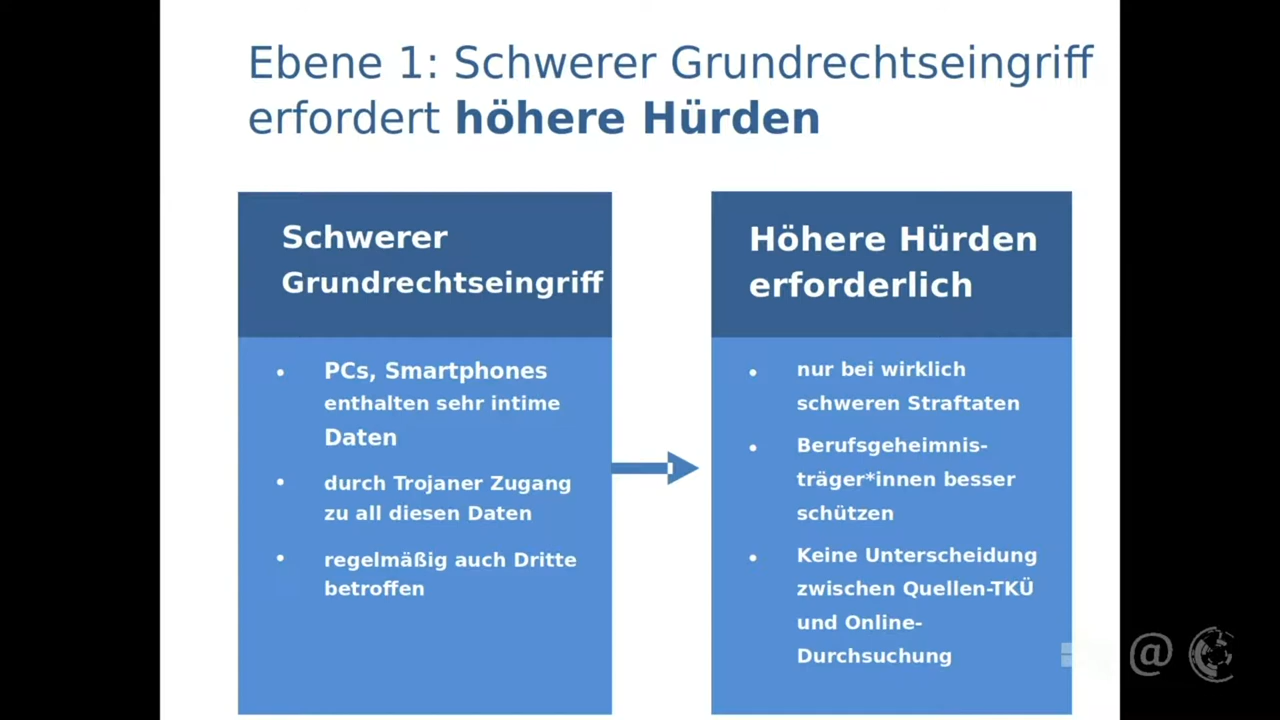 Ebene 1: Schwerer Grundrechtseingriff
erfordert höhere Hürden
Schwerer
Grundrechtseingriff
• PCs, Smartphones
enthalten sehr intime
Daten
• durch Trojaner Zugang
zu all diesen Daten
• regelmäßig auch Dritte
betroffen
Höhere Hürden
erforderlich
• nur bei wirklich
schweren Straftaten
• Berufsgeheimnis-
träger*innen besser
schützen
• Keine Unterscheidung
zwischen Quellen-TKÜ
und Online-
Durchsuchung
@